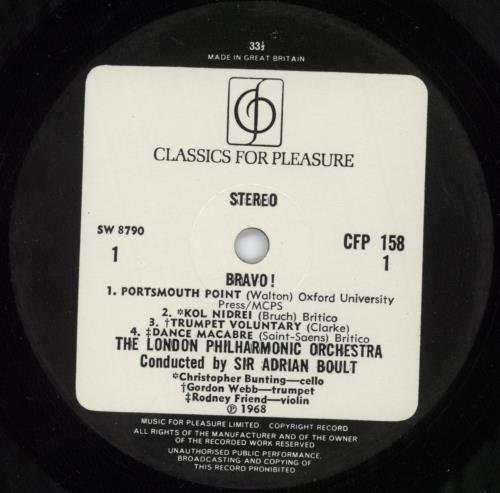 33⅓
MADE IN GREAT BRITAIN
CLASSICS FOR PLEASURE
STEREO
SW 8790
CFP 158
1
1
BRAVO!
1. PORTSMOUTH POINT (Walton) Oxford University
Press/MCPS
2. *KOL NIDREI (Bruch) Britico
3. †TRUMPET VOLUNTARY (Clarke)
4. ‡DANCE MACABRE (Saint-Saens) Britico
THE LONDON PHILHARMONIC ORCHESTRA
Conducted by SIR ADRIAN BOULT
*Christopher Bunting—cello
†Gordon Webb—trumpet
‡Rodney Friend—violin
℗ 1968
MUSIC FOR PLEASURE LIMITED. COPYRIGHT RECORD
ALL RIGHTS OF THE MANUFACTURER AND OF THE OWNER
OF THE RECORDED WORK RESERVED
UNAUTHORISED PUBLIC PERFORMANCE.
BROADCASTING AND COPYING OF
THIS RECORD PROHIBITED